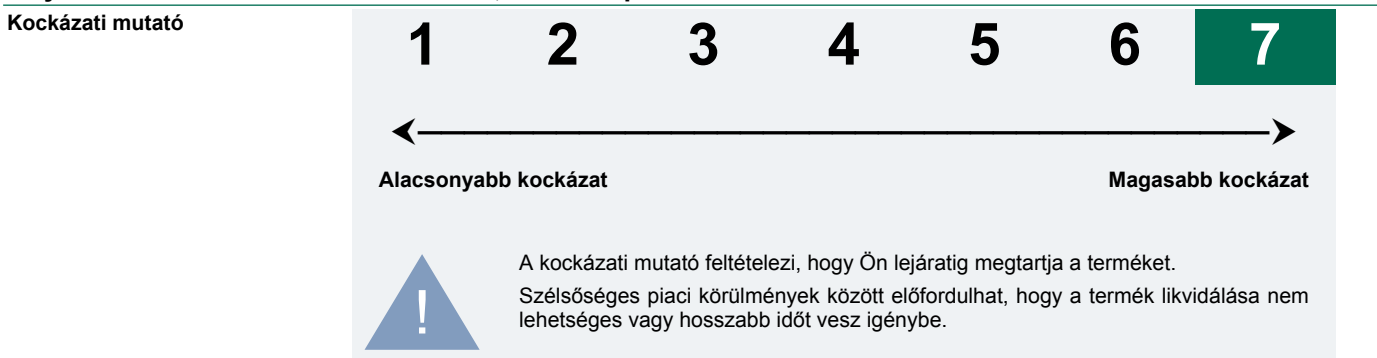 Kockázati mutató
1 2 3 4 5 6 7
Alacsonyabb kockázat Magasabb kockázat
! A kockázati mutató feltételezi, hogy Ön lejáratig megtartja a terméket.
Szélsőséges piaci körülmények között előfordulhat, hogy a termék likvidálása nem
lehetséges vagy hosszabb időt vesz igénybe.